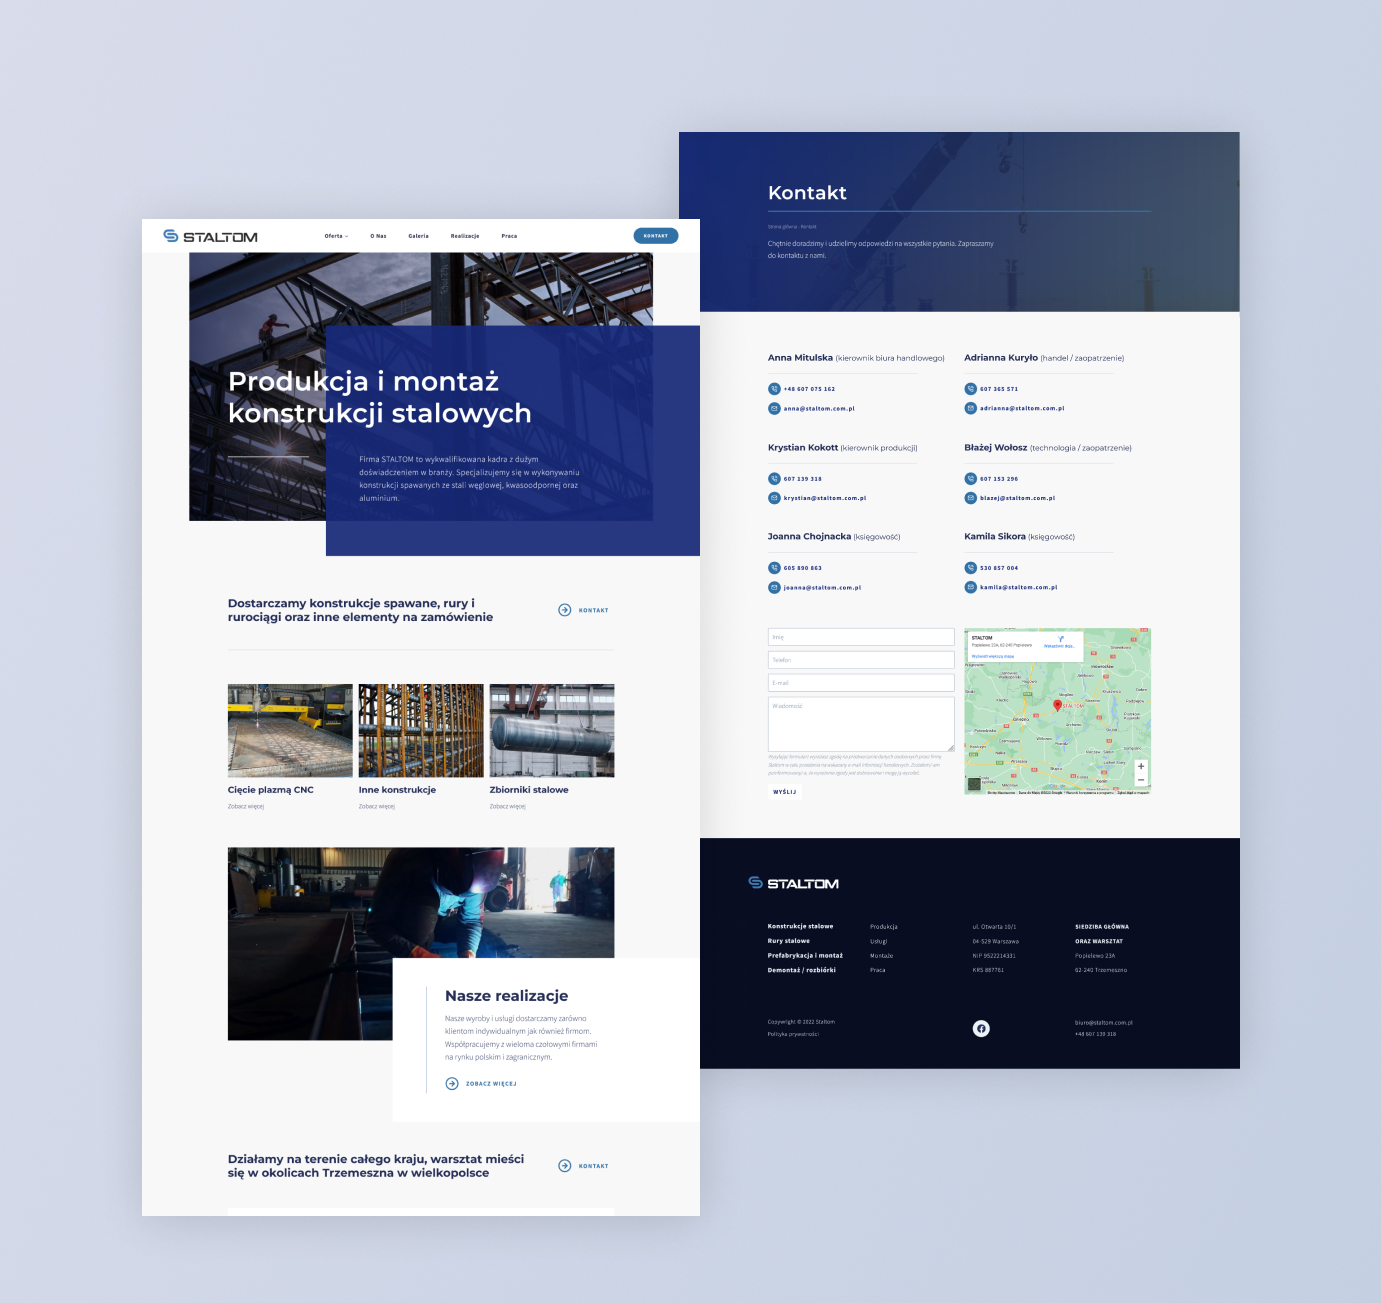 STALTOM
Oferta
O Nas
Galeria
Realizacje
Praca
KONTAKT
Produkcja i montaż
konstrukcji stalowych
Firma STALTOM to wykwalifikowana kadra z dużym
doświadczeniem w branży. Specjalizujemy się w wykonywaniu
konstrukcji spawanych ze stali węglowej, kwasoodpornej oraz
aluminium.
Dostarczamy konstrukcje spawane, rury i
rurociągi oraz inne elementy na zamówienie
KONTAKT
Cięcie plazmą CNC
Zobacz więcej
Inne konstrukcje
Zobacz więcej
Zbiorniki stalowe
Zobacz więcej
Nasze realizacje
Nasze wyroby i usługi dostarczamy zarówno
klientom indywidualnym jak również firmom.
Współpracujemy z wieloma czołowymi firmami
na rynku polskim i zagranicznym.
ZOBACZ WIĘCEJ
Działamy na terenie całego kraju, warsztat mieści
się w okolicach Trzemeszna w wielkopolsce
KONTAKT
Kontakt
Strona główna - Kontakt
Chętnie doradzimy i udzielimy odpowiedzi na wszystkie pytania. Zapraszamy
do kontaktu z nami.
Anna Mitulska (kierownik biura handlowego)
+48 607 075 162
anna@staltom.com.pl
Adrianna Kuryło (handel / zaopatrzenie)
607 365 571
adrianna@staltom.com.pl
Krystian Kokott (kierownik produkcji)
607 139 318
krystian@staltom.com.pl
Błażej Wołosz (technologia / zaopatrzenie)
607 153 296
blazej@staltom.com.pl
Joanna Chojnacka (księgowość)
605 890 863
joanna@staltom.com.pl
Kamila Sikora (księgowość)
530 857 004
kamila@staltom.com.pl
Imię
Telefon
E-mail
Wiadomość
WYŚLIJ
STALTOM
Popielewo 23A, 62-240 Popielewo
Wyświetl większą mapę
STALTOM
Gniezno
Września
STALTOM
Konstrukcje stalowe
Rury stalowe
Prefabrykacja i montaż
Demontaż / rozbiórki
Produkcja
Usługi
Montaże
Praca
ul. Otwarta 10/1
04-529 Warszawa
NIP 9522214331
KRS 887761
SIEDZIBA GŁÓWNA
ORAZ WARSZTAT
Popielewo 23A
62-240 Trzemeszno
Copywright © 2022 Staltom
Polityka prywatności
biuro@staltom.com.pl
+48 607 139 318